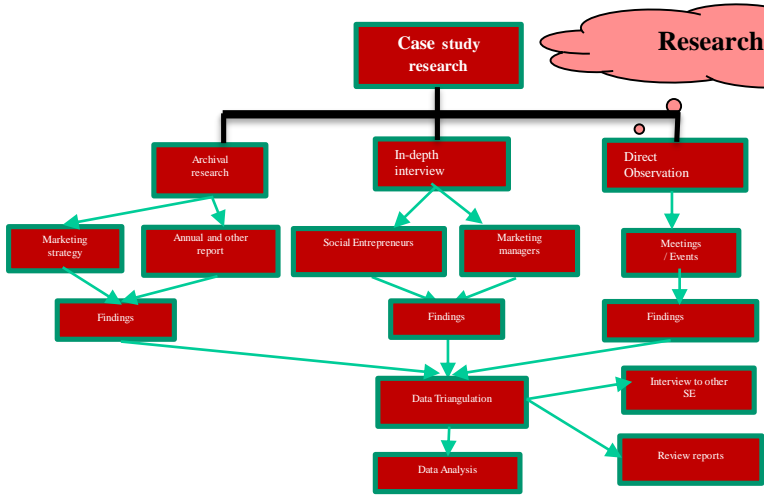 Case study
research
Research
Archival
research
In-depth
interview
Direct
Observation
Marketing
strategy
Annual and other
report
Social Entrepreneurs
Marketing
managers
Meetings
/ Events
Findings
Findings
Findings
Data Triangulation
Interview to other
SE
Data Analysis
Review reports